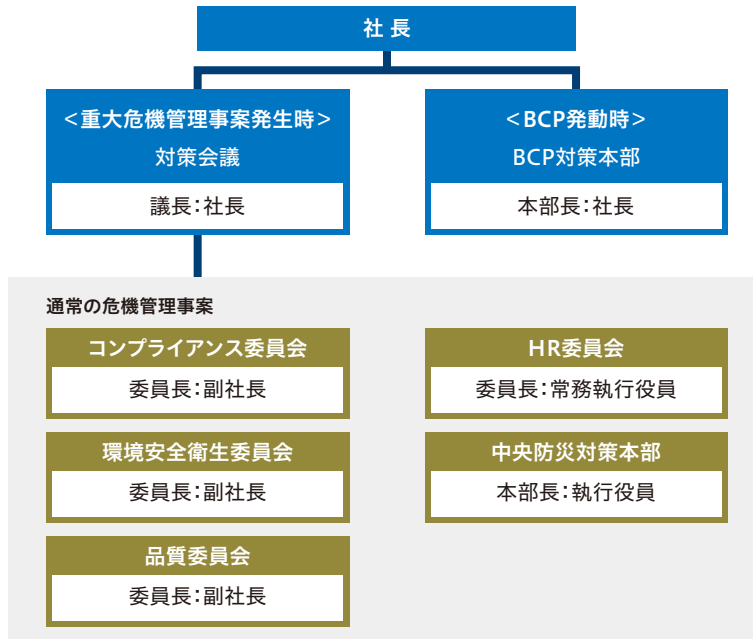 社 長
<重大危機管理事案発生時>
対策会議
議長：社長
<BCP発動時>
BCP対策本部
本部長：社長
通常の危機管理事案
コンプライアンス委員会
委員長：副社長
HR委員会
委員長：常務執行役員
環境安全衛生委員会
委員長：副社長
中央防災対策本部
本部長：執行役員
品質委員会
委員長：副社長